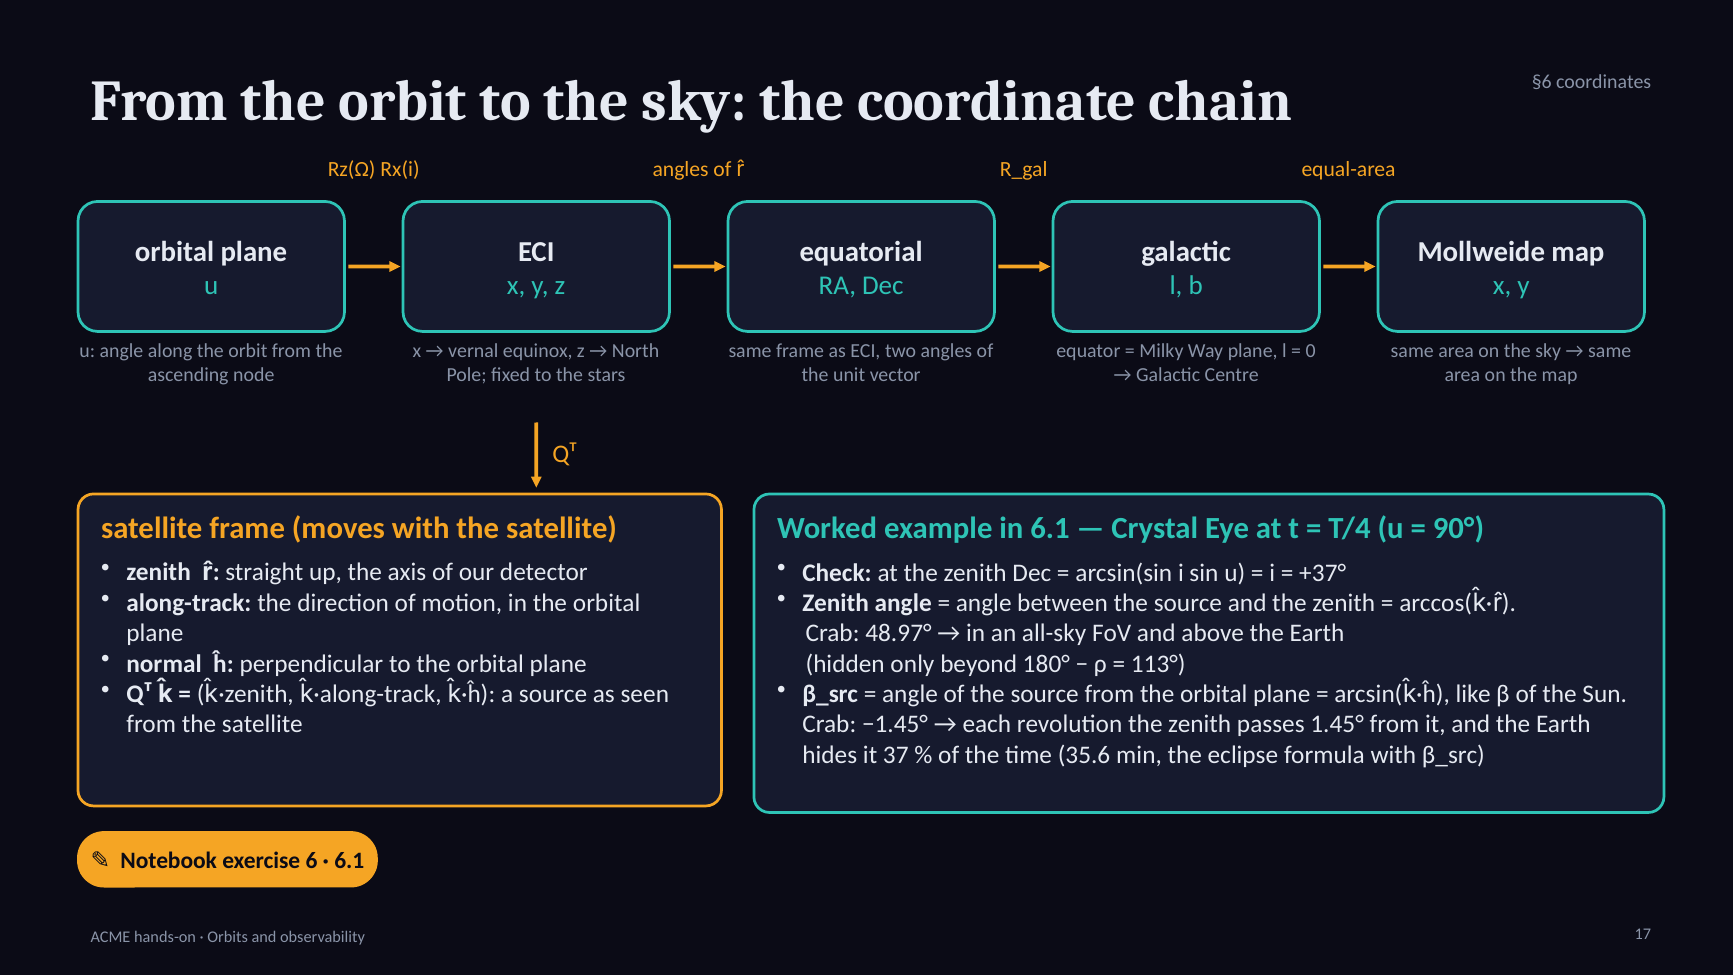 From the orbit to the sky: the coordinate chain
§6 coordinates
Rz(Ω) Rx(i)
angles of r̂
R_gal
equal-area
orbital plane
u
ECI
x, y, z
equatorial
RA, Dec
galactic
l, b
Mollweide map
x, y
u: angle along the orbit from the
ascending node
x → vernal equinox, z → North
Pole; fixed to the stars
same frame as ECI, two angles of
the unit vector
equator = Milky Way plane, l = 0
→ Galactic Centre
same area on the sky → same
area on the map
Qᵀ
satellite frame (moves with the satellite)
• zenith r̂: straight up, the axis of our detector
• along-track: the direction of motion, in the orbital
plane
• normal ĥ: perpendicular to the orbital plane
• Qᵀ k̂ = (k̂·zenith, k̂·along-track, k̂·ĥ): a source as seen
from the satellite
Worked example in 6.1 — Crystal Eye at t = T/4 (u = 90°)
• Check: at the zenith Dec = arcsin(sin i sin u) = i = +37°
• Zenith angle = angle between the source and the zenith = arccos(k̂·r̂).
Crab: 48.97° → in an all-sky FoV and above the Earth
(hidden only beyond 180° − ρ = 113°)
• β_src = angle of the source from the orbital plane = arcsin(k̂·ĥ), like β of the Sun.
Crab: −1.45° → each revolution the zenith passes 1.45° from it, and the Earth
hides it 37 % of the time (35.6 min, the eclipse formula with β_src)
✎ Notebook exercise 6 · 6.1
ACME hands-on · Orbits and observability
17